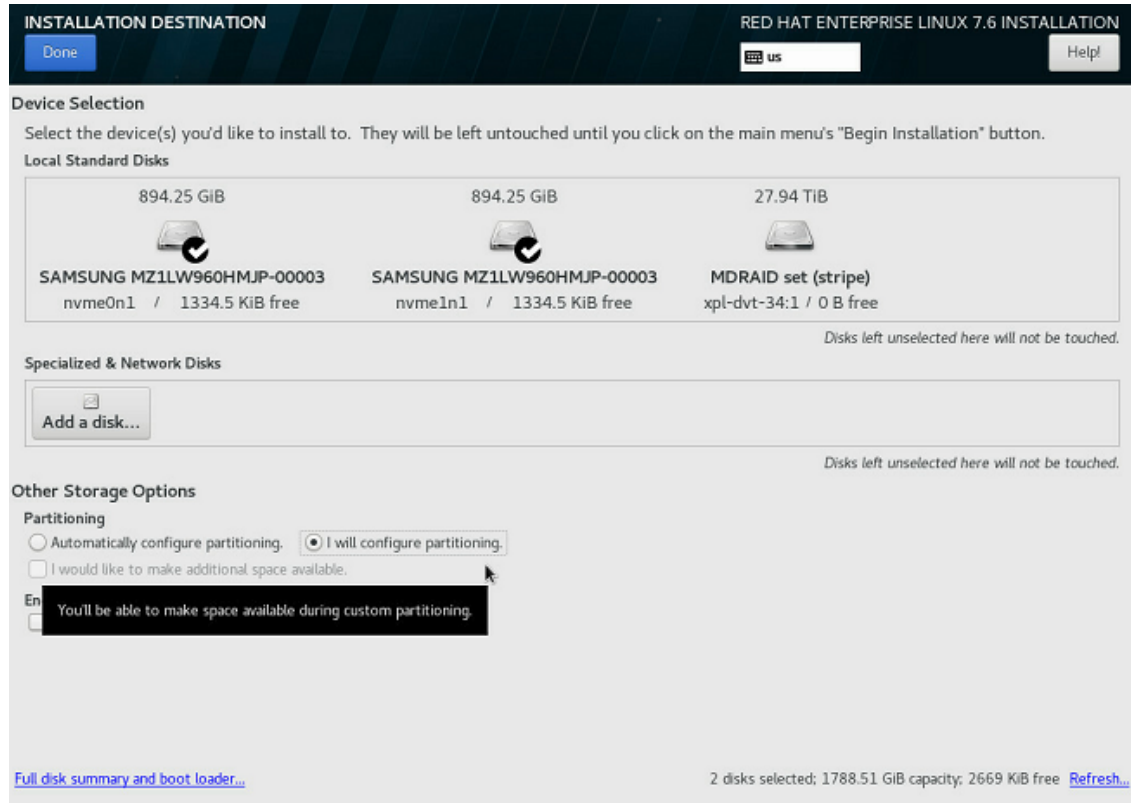 INSTALLATION DESTINATION
RED HAT ENTERPRISE LINUX 7.6 INSTALLATION
Done
us
Help!
Device Selection
Select the device(s) you'd like to install to. They will be left untouched until you click on the main menu's "Begin Installation" button.
Local Standard Disks
894.25 GiB
SAMSUNG MZ1LW960HMJP-00003
nvme0n1 / 1334.5 KiB free
894.25 GiB
SAMSUNG MZ1LW960HMJP-00003
nvme1n1 / 1334.5 KiB free
27.94 TiB
MDRAID set (stripe)
xpl-dvt-34:1 / 0 B free
Disks left unselected here will not be touched.
Specialized & Network Disks
Add a disk...
Disks left unselected here will not be touched.
Other Storage Options
Partitioning
Automatically configure partitioning. I will configure partitioning.
I would like to make additional space available.
En
You'll be able to make space available during custom partitioning.
Full disk summary and boot loader...
2 disks selected; 1788.51 GiB capacity; 2669 KiB free Refresh...